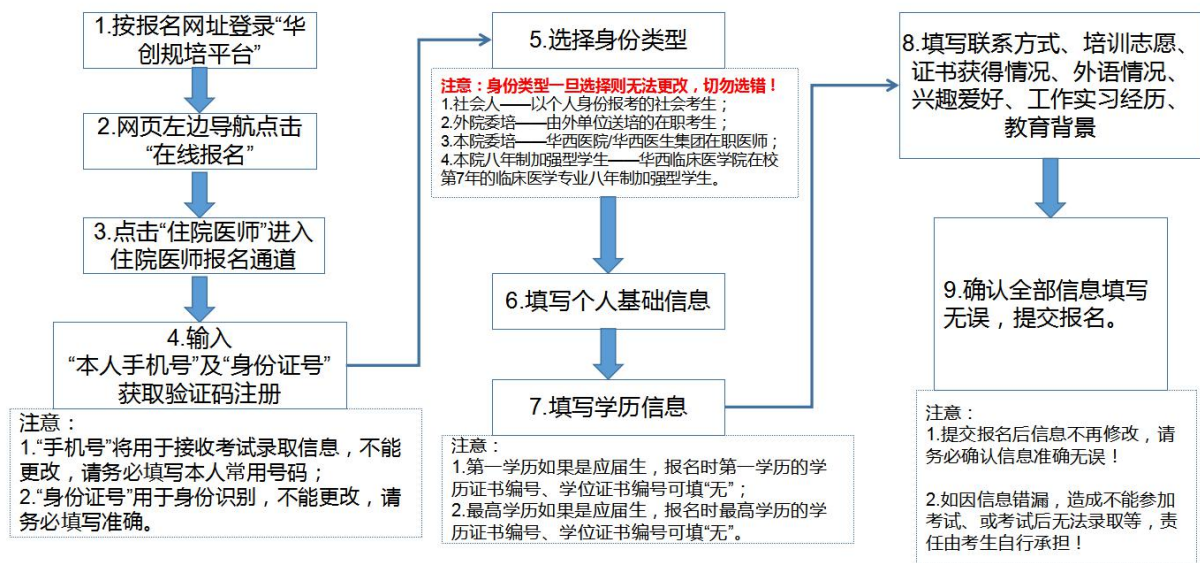 1.按报名网址登录“华
创规培平台”
2.网页左边导航点击
“在线报名”
3.点击“住院医师”进入
住院医师报名通道
4.输入
“本人手机号”及“身份证号”
获取验证码注册
注意：
1.“手机号”将用于接收考试录取信息，不能
更改，请务必填写本人常用号码；
2.“身份证号”用于身份识别，不能更改，请
务必填写准确。
5.选择身份类型
注意：身份类型一旦选择则无法更改，切勿选错！
1.社会人——以个人身份报考的社会考生；
2.外院委培——由外单位送培的在职考生；
3.本院委培——华西医院/华西医生集团在职医师；
4.本院八年制加强型学生——华西临床医学院在校
第7年的临床医学专业八年制加强型学生。
6.填写个人基础信息
7.填写学历信息
注意：
1.第一学历如果是应届生，报名时第一学历的学
历证书编号、学位证书编号可填“无”；
2.最高学历如果是应届生，报名时最高学历的学
历证书编号、学位证书编号可填“无”。
8.填写联系方式、培训志愿、
证书获得情况、外语情况、
兴趣爱好、工作实习经历、
教育背景
9.确认全部信息填写
无误，提交报名。
注意：
1.提交报名后信息不再修改，请
务必确认信息准确无误！
2.如因信息错漏，造成不能参加
考试、或考试后无法录取等，责
任由考生自行承担！